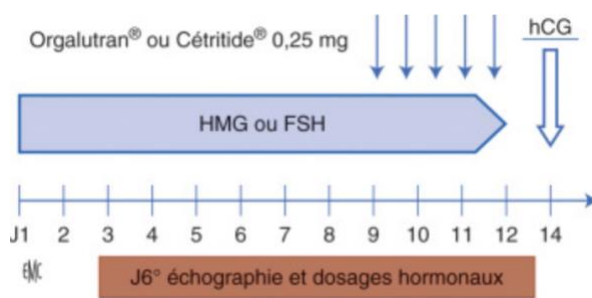 Orgalutran® ou Cétritide® 0,25 mg
hCG
HMG ou FSH
J1 2 3 4 5 6 7 8 9 10 11 12 14
EMC
J6° échographie et dosages hormonaux